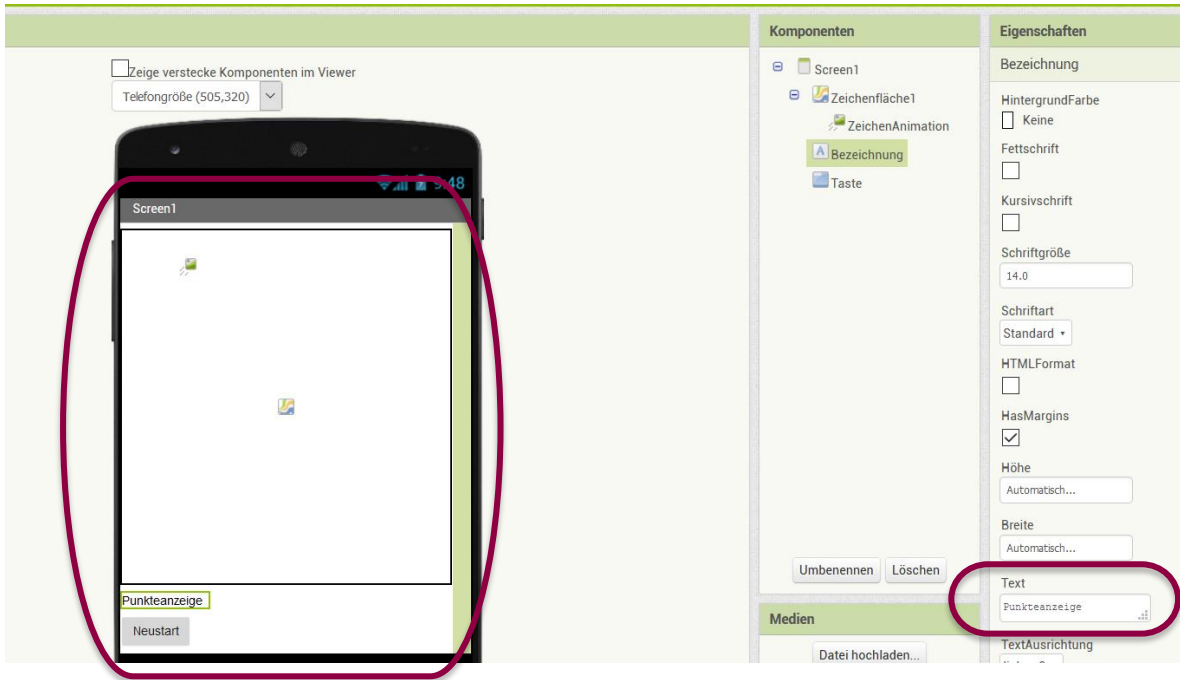 Zeige verstecke Komponenten im Viewer
Telefongröße (505,320)
9:48
Screen1
Punkteanzeige
Neustart
Komponenten
Screen1
Zeichenfläche1
ZeichenAnimation
Bezeichnung
Taste
Umbenennen Löschen
Medien
Datei hochladen...
Eigenschaften
Bezeichnung
HintergrundFarbe
Keine
Fettschrift
Kursivschrift
Schriftgröße
14.0
Schriftart
Standard
HTMLFormat
HasMargins
Höhe
Automatisch...
Breite
Automatisch...
Text
Punkteanzeige
TextAusrichtung